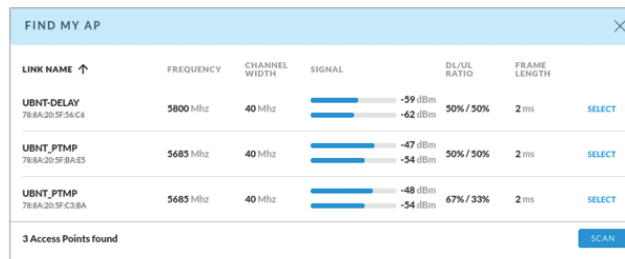 FIND MY AP
LINK NAME ↑ FREQUENCY CHANNEL WIDTH SIGNAL DL/UL RATIO FRAME LENGTH
UBNT-DELAY
78:8A:20:5F:56:C6
5800 Mhz 40 Mhz -59 dBm
-62 dBm
50% / 50% 2 ms SELECT
UBNT_PTMP
78:8A:20:5F:BA:E5
5685 Mhz 40 Mhz -47 dBm
-54 dBm
50% / 50% 2 ms SELECT
UBNT_PTMP
78:8A:20:5F:C3:BA
5685 Mhz 40 Mhz -48 dBm
-54 dBm
67% / 33% 2 ms SELECT
3 Access Points found SCAN